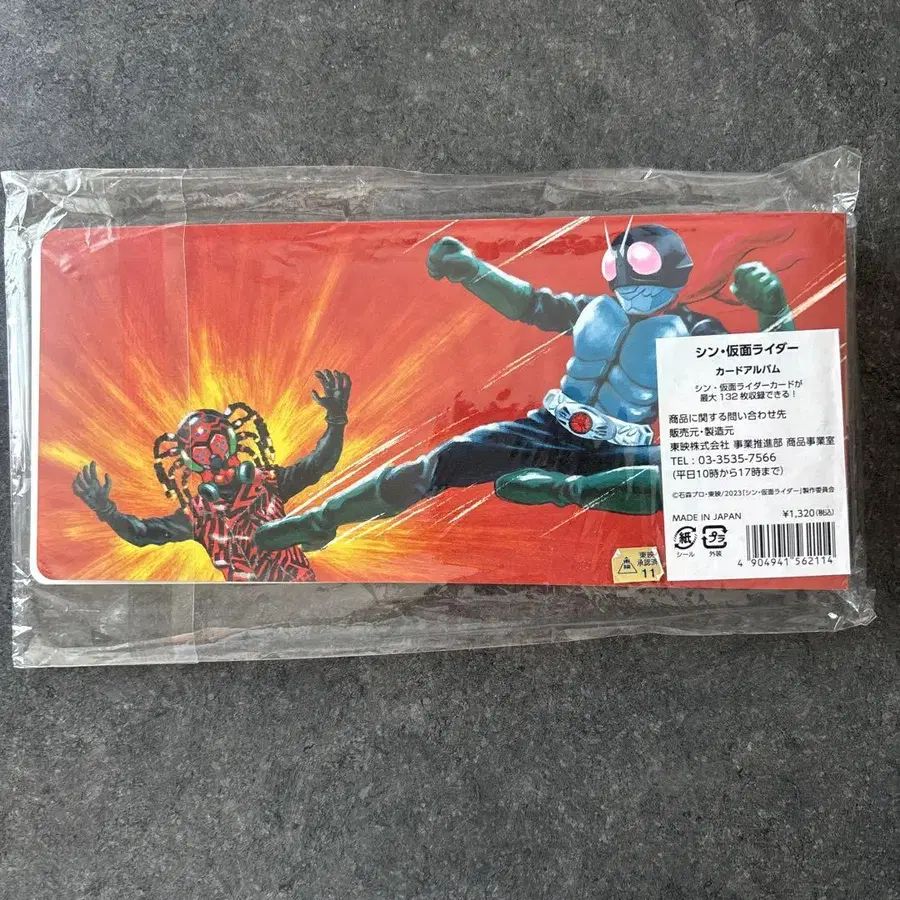 シン・仮面ライダー
カードアルバム
シン・仮面ライダーカードが
最大132枚収録できる！
商品に関する問い合わせ先
販売元・製造元
東映株式会社 事業推進部 商品事業室
TEL：03-3535-7566
(平日10時から17時まで)
©石森プロ・東映/2023「シン・仮面ライダー」製作委員会
MADE IN JAPAN ¥1,320(税込)
紙 プラ
シール 外装
4 904941 562114
東映
承認済
11